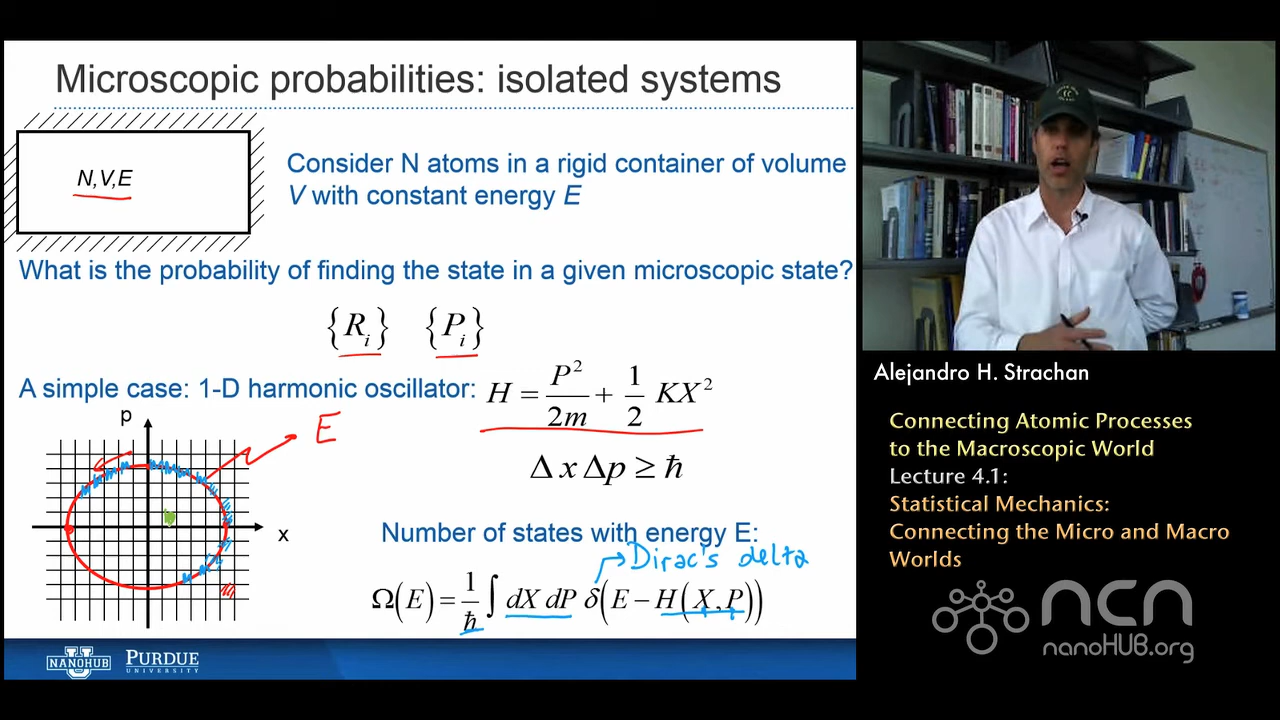 Microscopic probabilities: isolated systems
N,V,E
Consider N atoms in a rigid container of volume
V with constant energy E
What is the probability of finding the state in a given microscopic state?
{R_i} {P_i}
A simple case: 1-D harmonic oscillator:
H = P²/2m + 1/2 KX²
p
E
x
Δx Δp ≥ ħ
Number of states with energy E:
Dirac's delta
Ω(E) = 1/ħ ∫ dX dP δ(E − H(X,P))
NANOHUB
U
PURDUE
UNIVERSITY
Alejandro H. Strachan
Connecting Atomic Processes
to the Macroscopic World
Lecture 4.1:
Statistical Mechanics:
Connecting the Micro and Macro
Worlds
ncn
nanoHUB.org